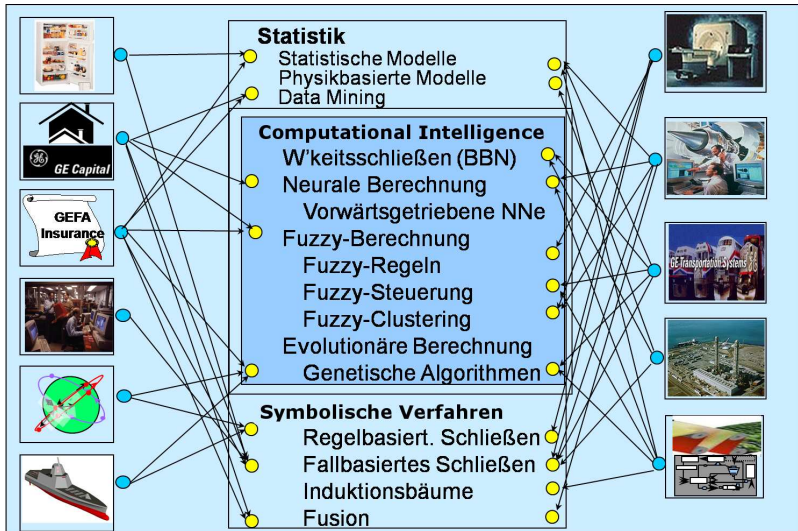 Statistik
Statistische Modelle
Physikbasierte Modelle
Data Mining
Computational Intelligence
W'keitsschließen (BBN)
Neurale Berechnung
Vorwärtsgetriebene NNe
Fuzzy-Berechnung
Fuzzy-Regeln
Fuzzy-Steuerung
Fuzzy-Clustering
Evolutionäre Berechnung
Genetische Algorithmen
Symbolische Verfahren
Regelbasiert. Schließen
Fallbasiertes Schließen
Induktionsbäume
Fusion
GE Capital
GEFA
Insurance
GE Transportation Systems